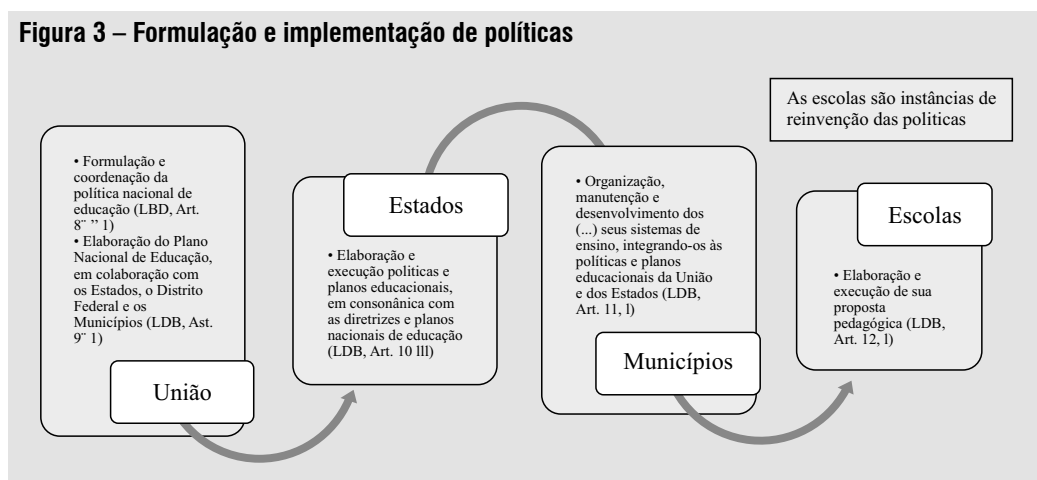 Figura 3 – Formulação e implementação de políticas
• Formulação e
coordenação da
política nacional de
educação (LBD, Art.
8¨ ” 1)
• Elaboração do Plano
Nacional de Educação,
em colaboração com
os Estados, o Distrito
Federal e os
Municípios (LDB, Ast.
9¨ 1)
União
Estados
• Elaboração e
execução politicas e
planos educacionais,
em consonânica com
as diretrizes e planos
nacionais de educação
(LDB, Art. 10 lll)
• Organização,
manutenção e
desenvolvimento dos
(...) seus sistemas de
ensino, integrando-os às
políticas e planos
educacionais da União
e dos Estados (LDB,
Art. 11, l)
Municípios
As escolas são instâncias de
reinvenção das politicas
Escolas
• Elaboração e
execução de sua
proposta
pedagógica (LDB,
Art. 12, l)